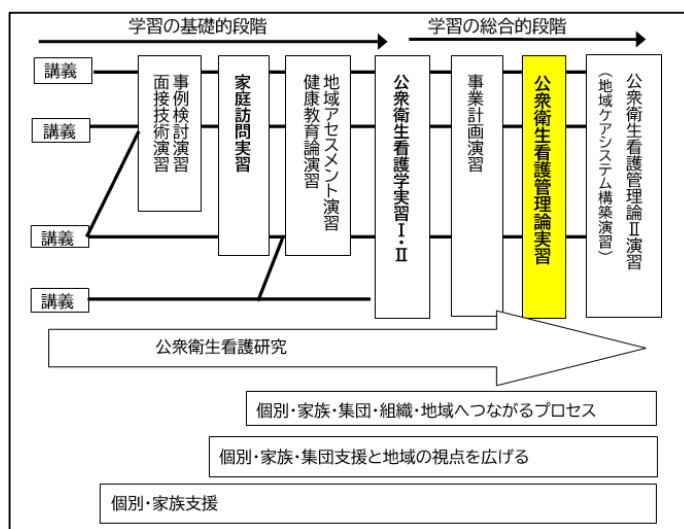 学習の基礎的段階
学習の総合的段階
講義
講義
講義
講義
事例検討演習
面接技術演習
家庭訪問実習
地域アセスメント演習
健康教育論演習
公衆衛生看護学実習Ⅰ・Ⅱ
事業計画演習
公衆衛生看護管理論実習
公衆衛生看護管理論Ⅱ演習
(地域ケアシステム構築演習)
公衆衛生看護研究
個別・家族・集団・組織・地域へつながるプロセス
個別・家族・集団支援と地域の視点を広げる
個別・家族支援